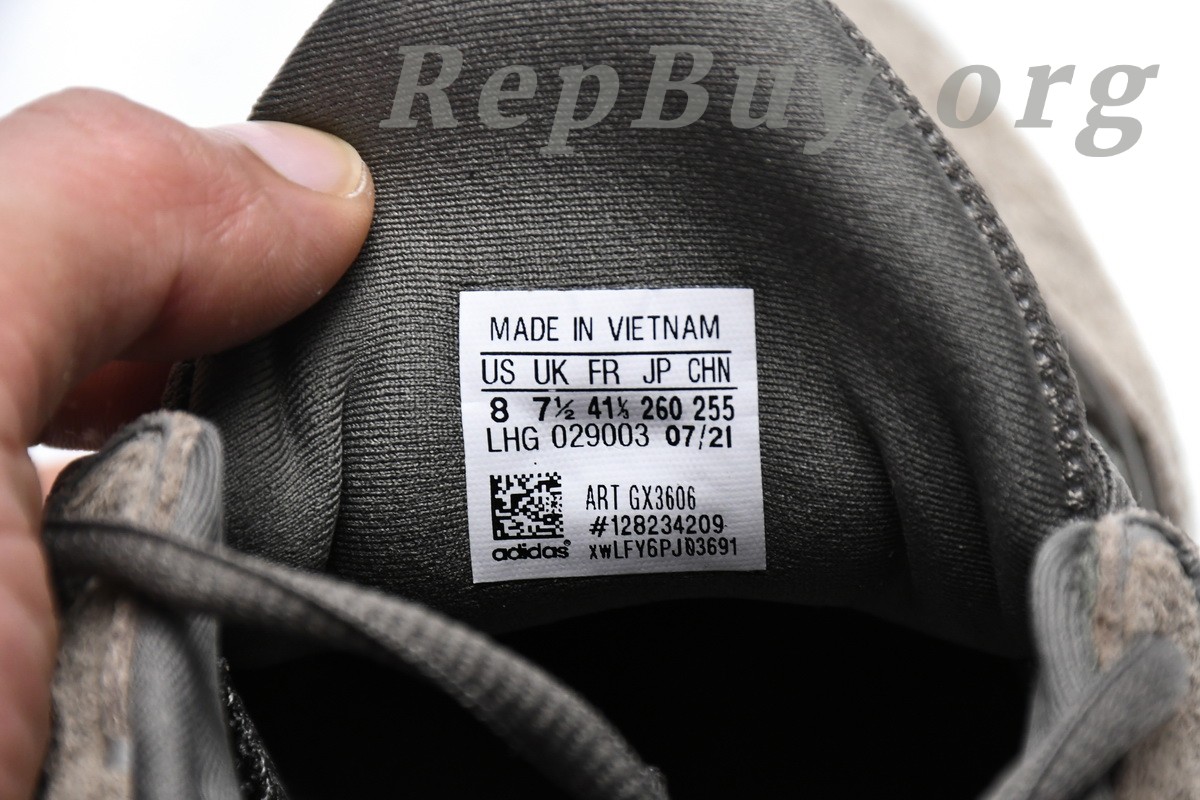 RepBuy.org
MADE IN VIETNAM
US UK FR JP CHN
8 7½ 41⅓ 260 255
LHG 029003 07/21
ART GX3606
#128234209
adidas®
xwLFY6PJ03691